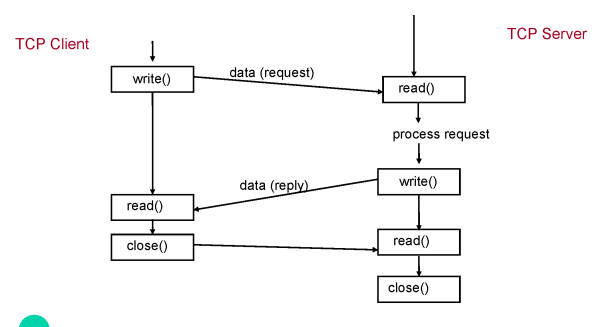 TCP Client
TCP Server
write()
data (request)
read()
process request
data (reply)
write()
read()
close()
read()
close()